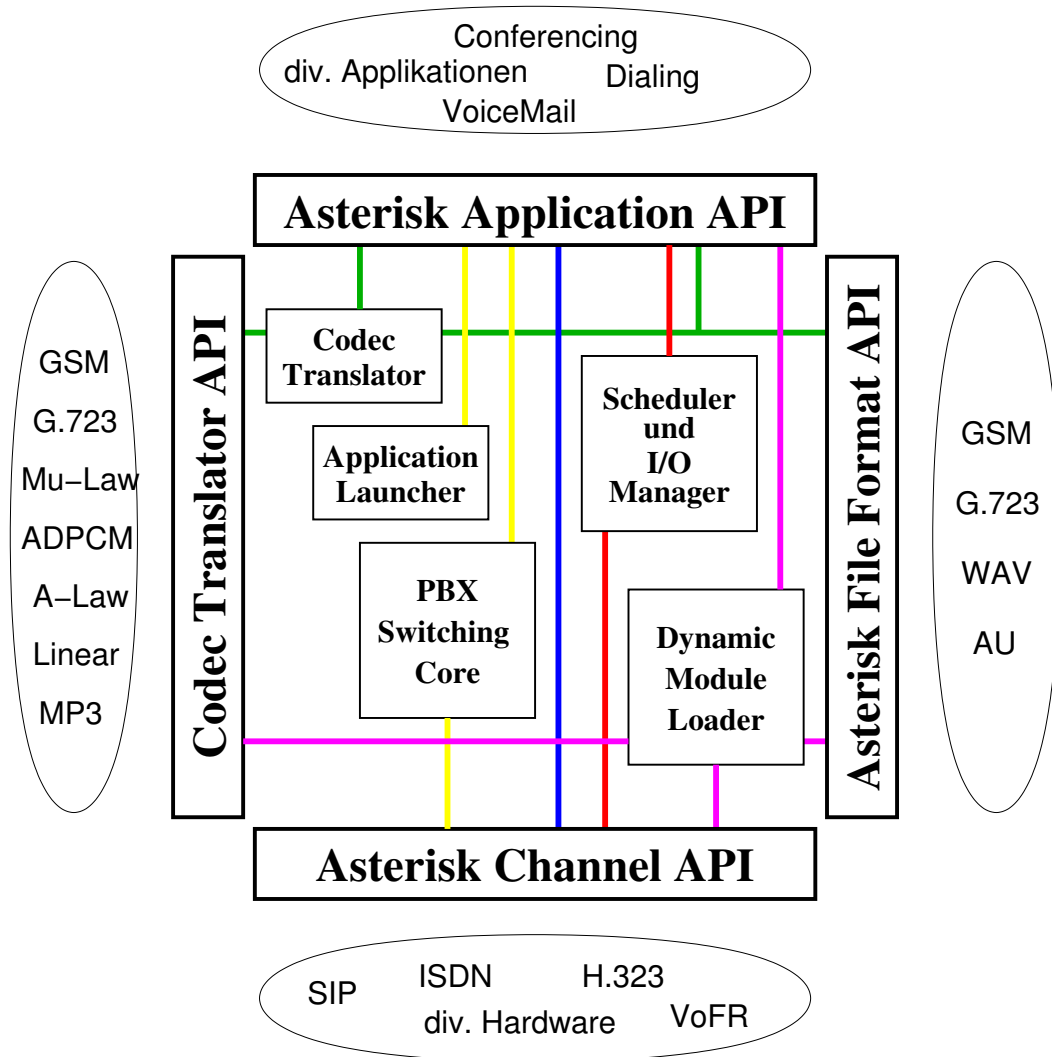 Conferencing
div. Applikationen
Dialing
VoiceMail
Asterisk Application API
Codec Translator API
GSM
G.723
Mu−Law
ADPCM
A−Law
Linear
MP3
Codec
Translator
Application
Launcher
PBX
Switching
Core
Scheduler
und
I/O
Manager
Dynamic
Module
Loader
Asterisk File Format API
GSM
G.723
WAV
AU
Asterisk Channel API
SIP
ISDN
H.323
div. Hardware
VoFR